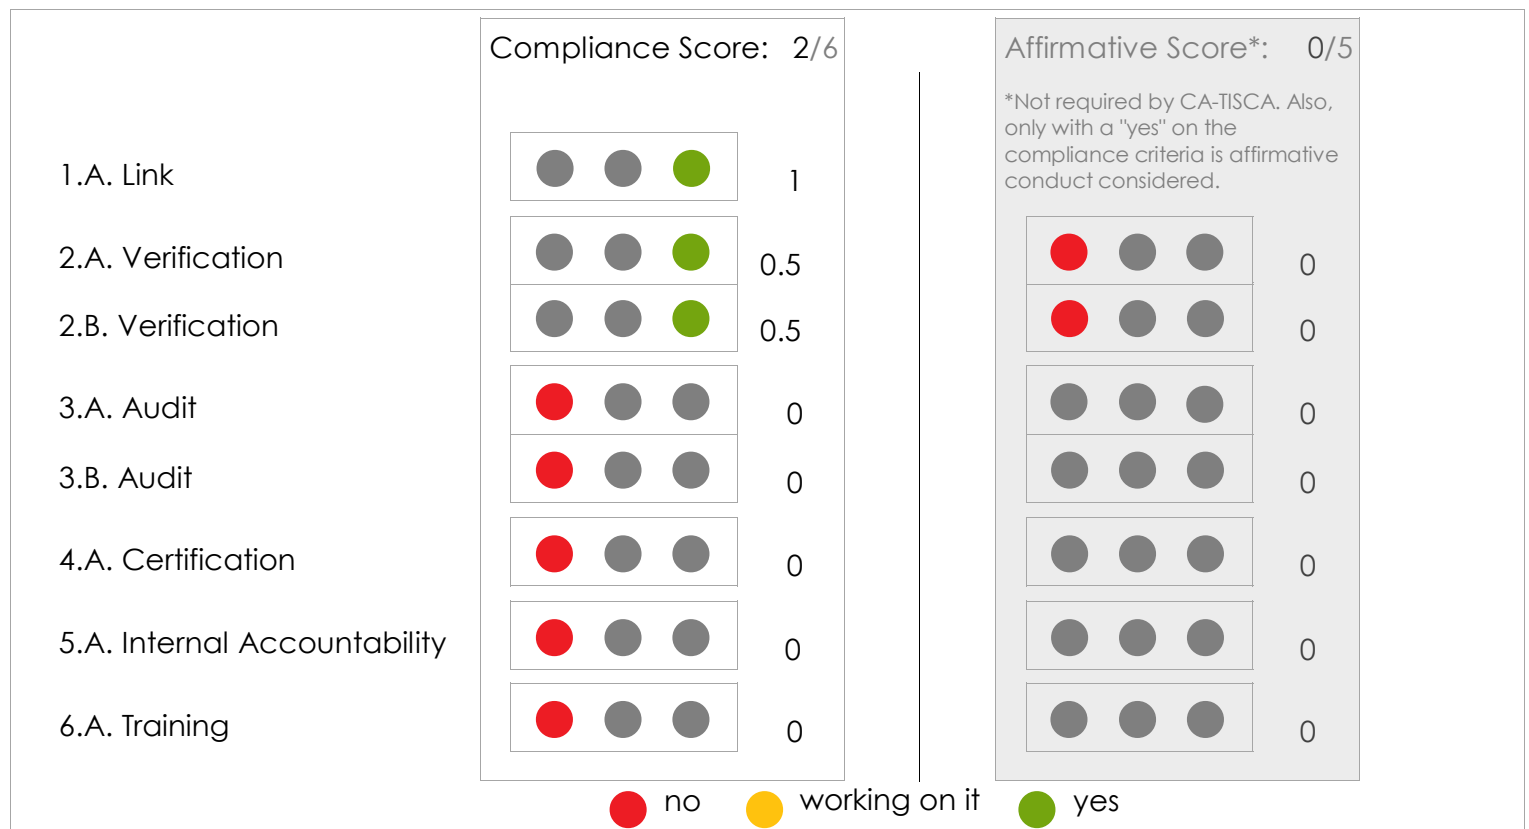 Compliance Score: 2/6
Affirmative Score*: 0/5
*Not required by CA-TISCA. Also,
only with a "yes" on the
compliance criteria is affirmative
conduct considered.
1.A. Link 1
2.A. Verification 0.5 0
2.B. Verification 0.5 0
3.A. Audit 0 0
3.B. Audit 0 0
4.A. Certification 0 0
5.A. Internal Accountability 0 0
6.A. Training 0 0
no working on it yes